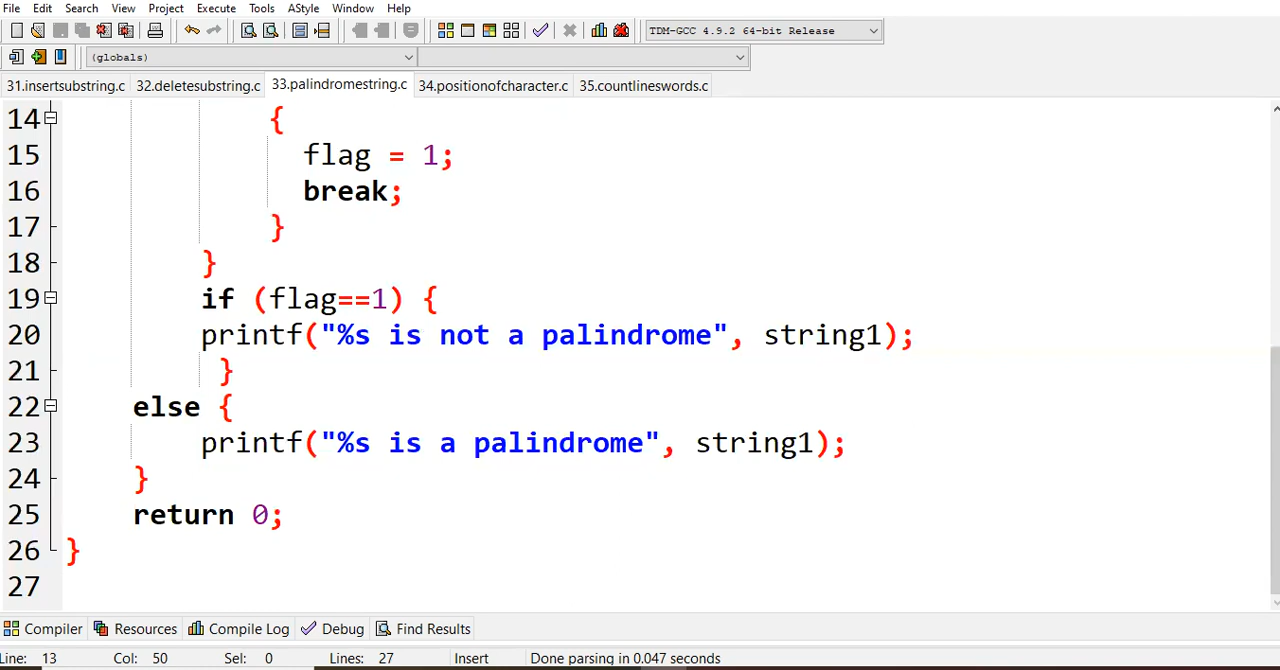 File Edit Search View Project Execute Tools AStyle Window Help
TDM-GCC 4.9.2 64-bit Release
(globals)
31.insertsubstring.c 32.deletesubstring.c 33.palindromestring.c 34.positionofcharacter.c 35.countlineswords.c
14 {
15 flag = 1;
16 break;
17 }
18 }
19 if (flag==1) {
20 printf("%s is not a palindrome", string1);
21 }
22 else {
23 printf("%s is a palindrome", string1);
24 }
25 return 0;
26 }
27
Compiler Resources Compile Log Debug Find Results
Line: 13 Col: 50 Sel: 0 Lines: 27 Insert Done parsing in 0.047 seconds